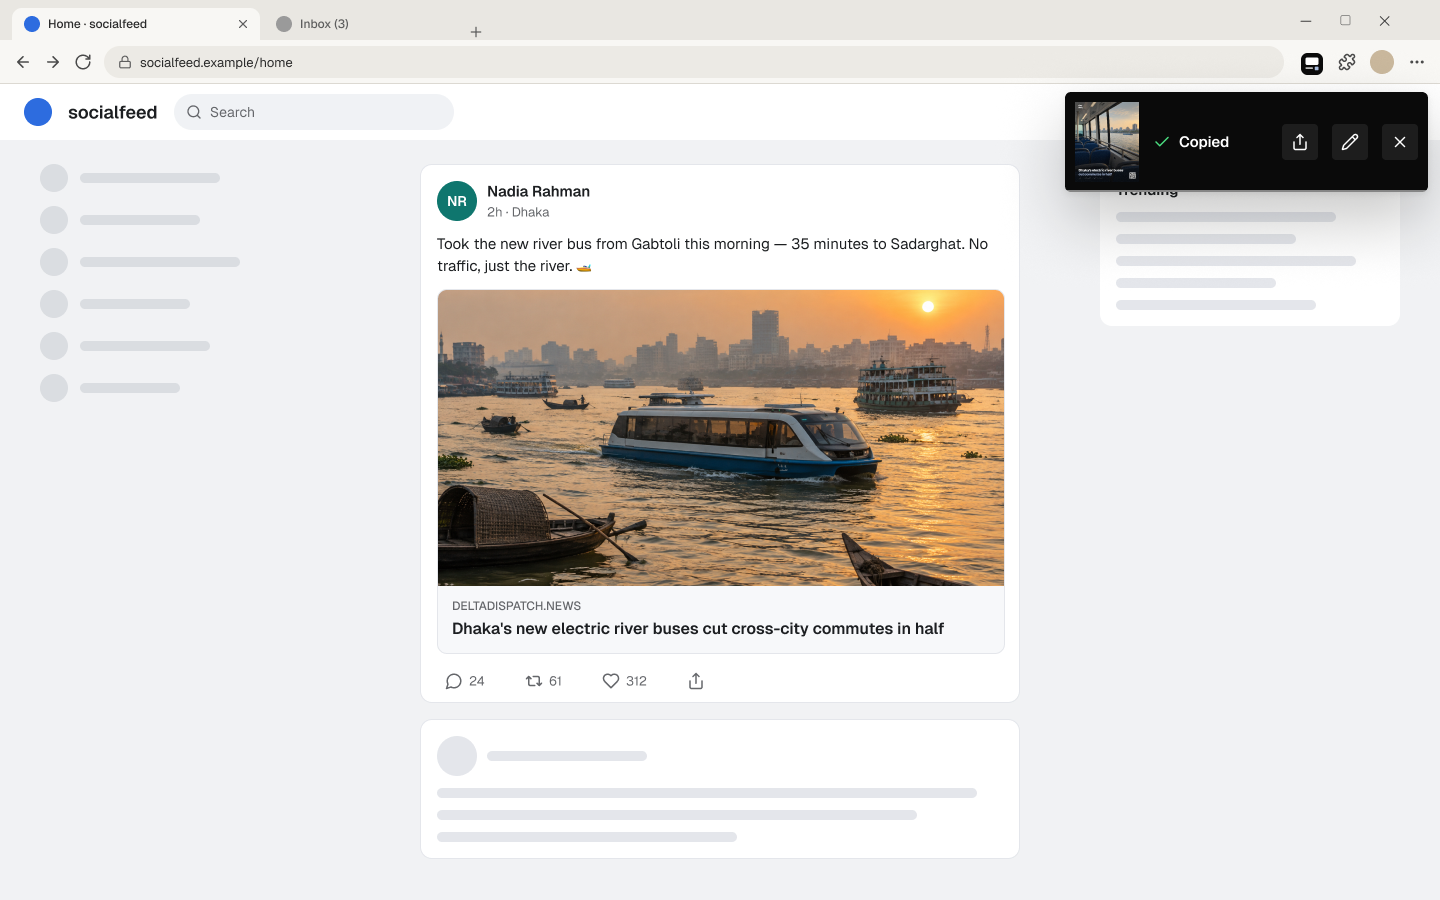 Home · socialfeed
Inbox (3)
socialfeed.example/home
socialfeed
Search
Copied
Trending
NR
Nadia Rahman
2h · Dhaka
Took the new river bus from Gabtoli this morning — 35 minutes to Sadarghat. No
traffic, just the river.
DELTADISPATCH.NEWS
Dhaka's new electric river buses cut cross-city commutes in half
24
61
312